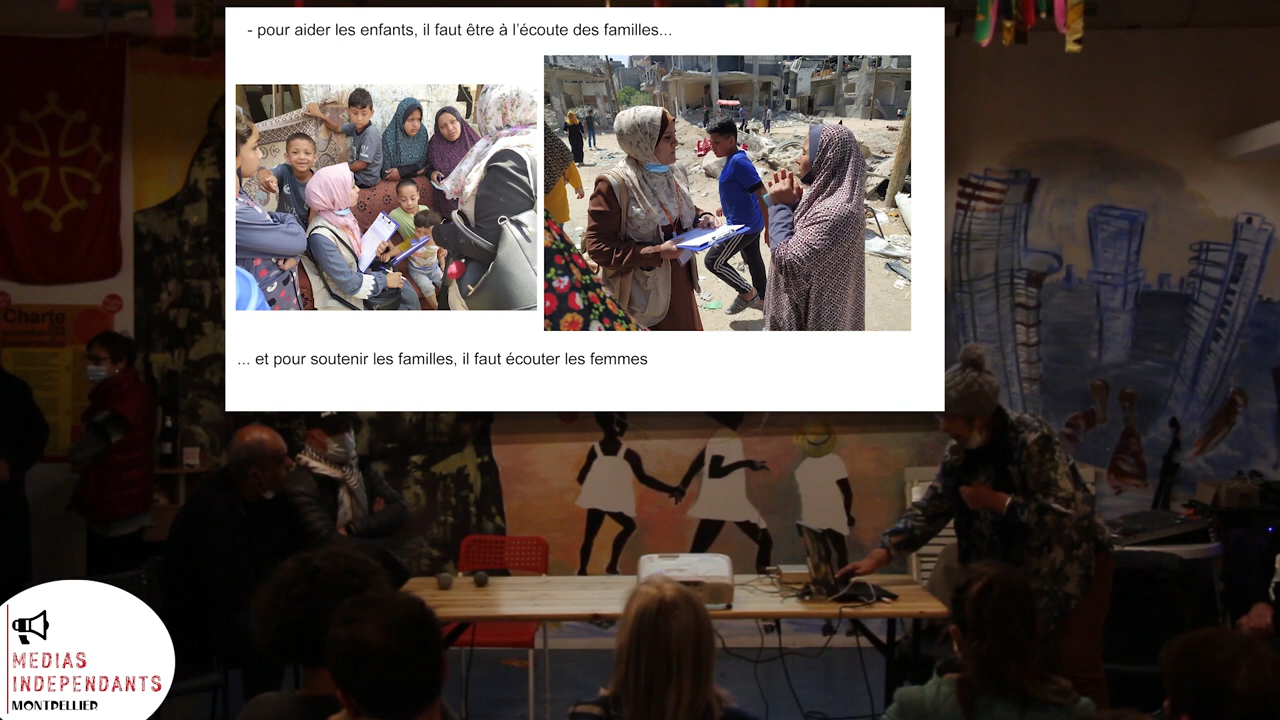 - pour aider les enfants, il faut être à l'écoute des familles...
... et pour soutenir les familles, il faut écouter les femmes
Charte
MEDIAS
INDEPENDANTS
MONTPELLIER